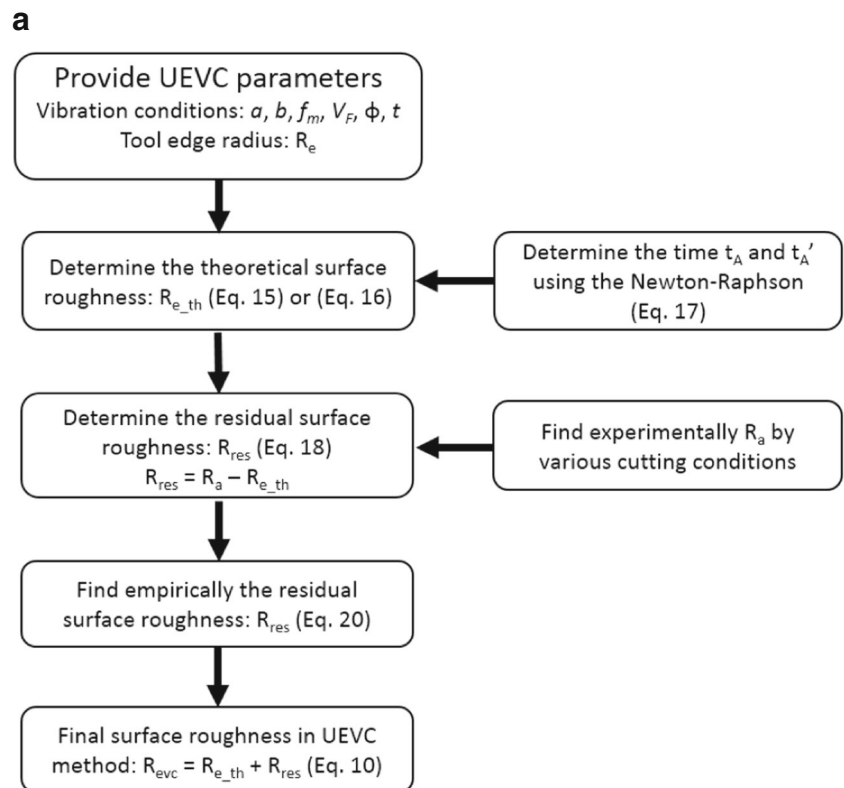 a
Provide UEVC parameters
Vibration conditions: a, b, fm, VF, ϕ, t
Tool edge radius: Re
Determine the theoretical surface
roughness: Re_th (Eq. 15) or (Eq. 16)
Determine the time tA and tA’
using the Newton-Raphson
(Eq. 17)
Determine the residual surface
roughness: Rres (Eq. 18)
Rres = Ra – Re_th
Find experimentally Ra by
various cutting conditions
Find empirically the residual
surface roughness: Rres (Eq. 20)
Final surface roughness in UEVC
method: Revc = Re_th + Rres (Eq. 10)